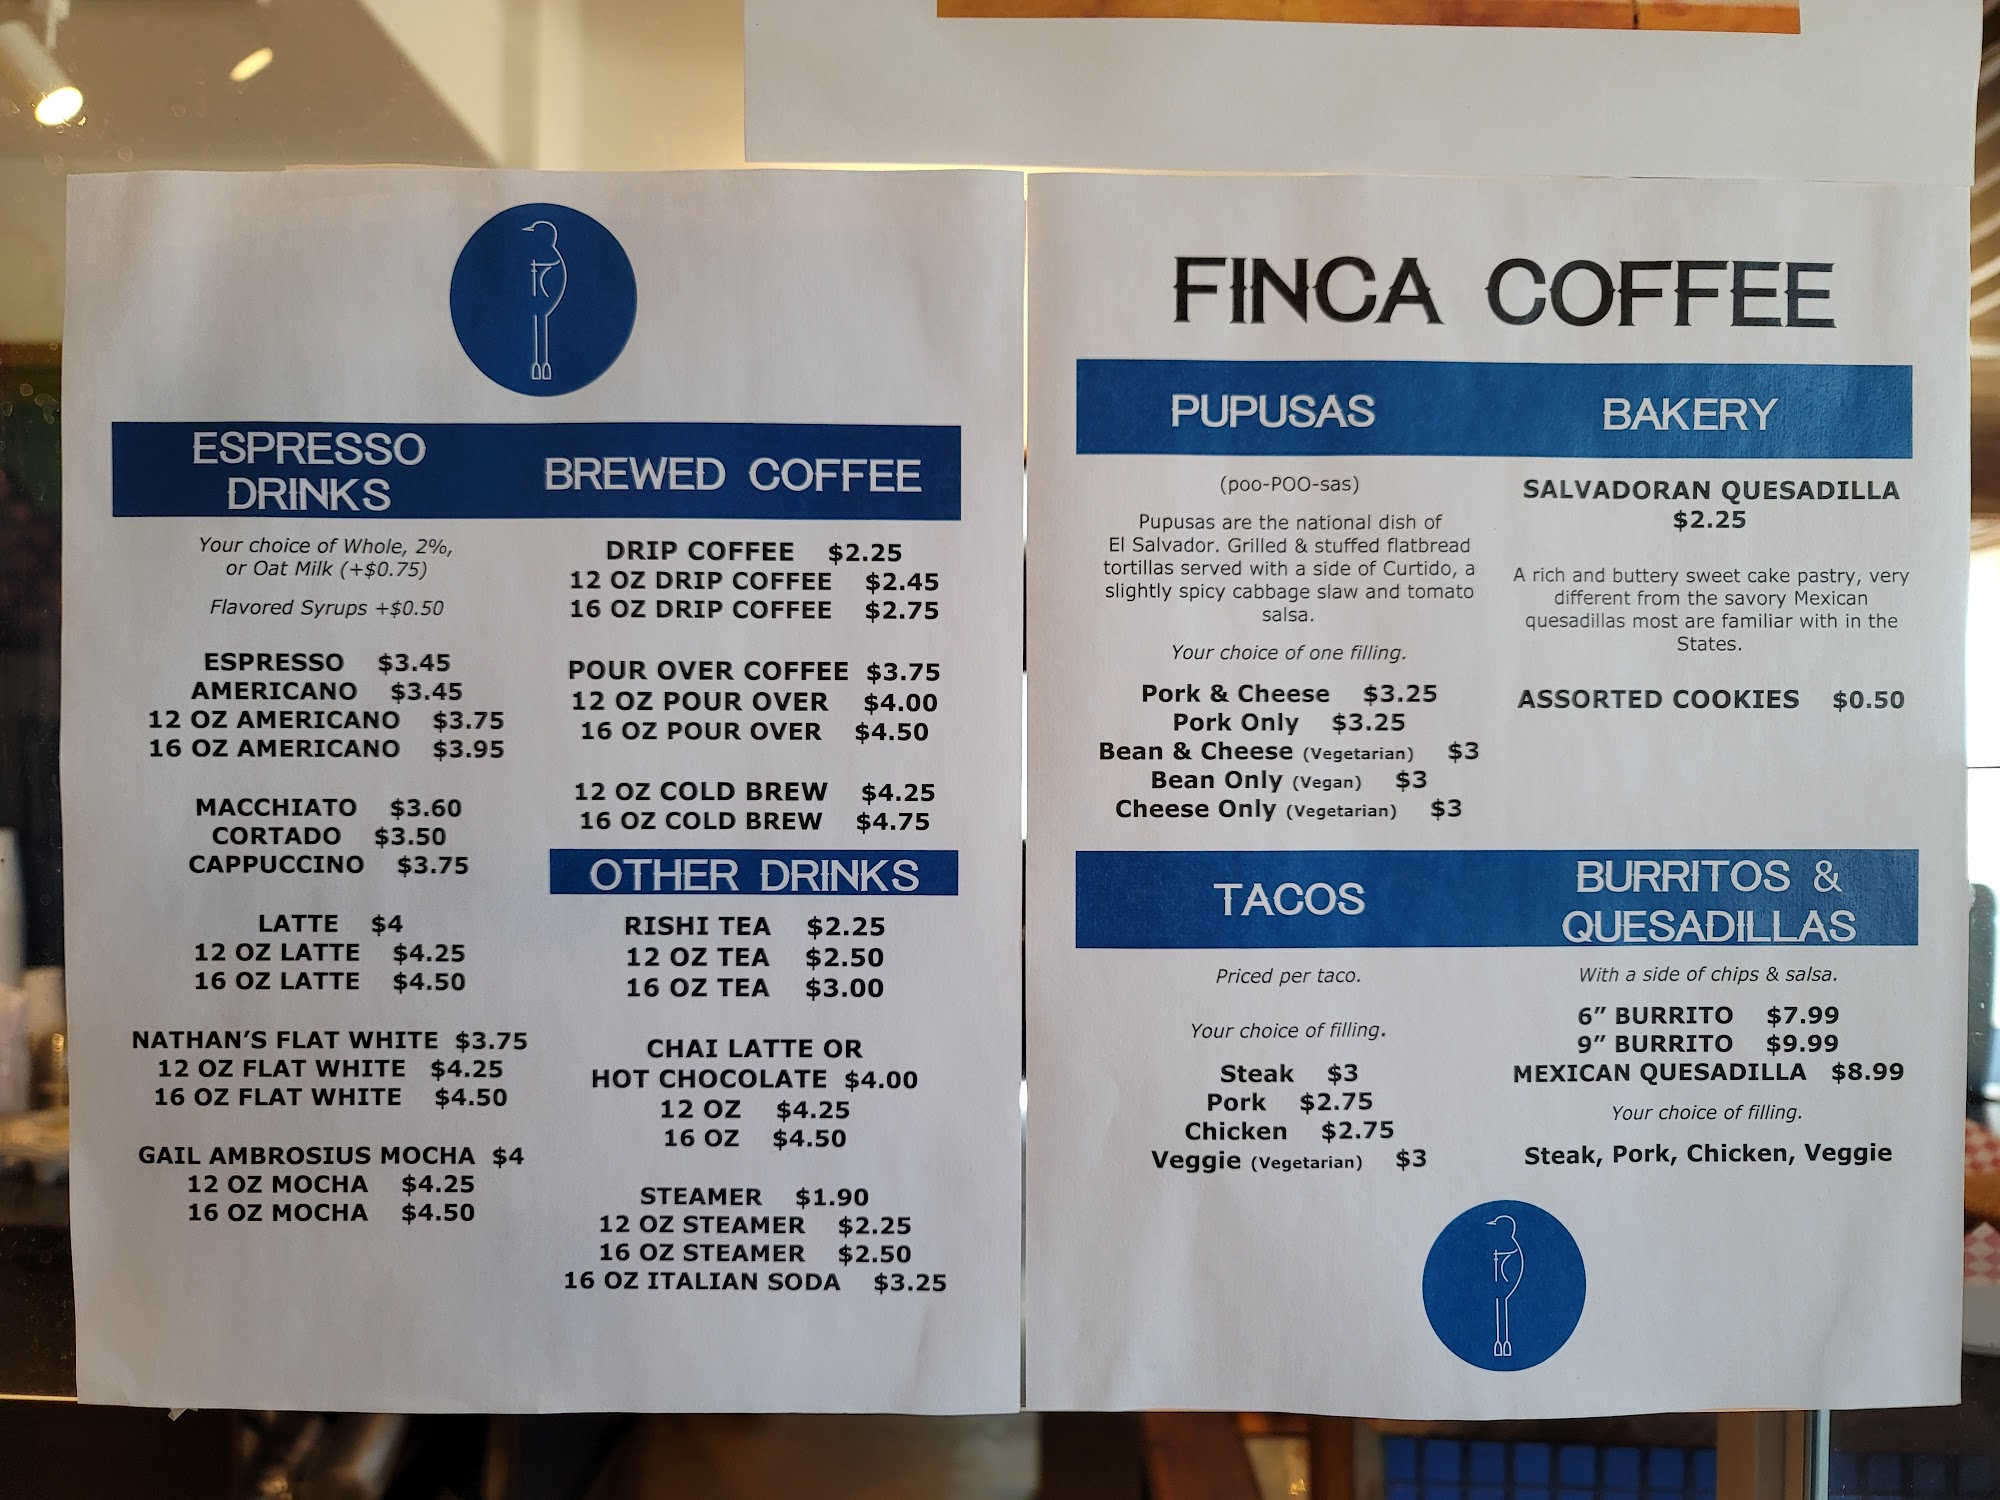 ESPRESSO
DRINKS
Your choice of Whole, 2%,
or Oat Milk (+$0.75)
Flavored Syrups +$0.50
ESPRESSO $3.45
AMERICANO $3.45
12 OZ AMERICANO $3.75
16 OZ AMERICANO $3.95
MACCHIATO $3.60
CORTADO $3.50
CAPPUCCINO $3.75
LATTE $4
12 OZ LATTE $4.25
16 OZ LATTE $4.50
NATHAN'S FLAT WHITE $3.75
12 OZ FLAT WHITE $4.25
16 OZ FLAT WHITE $4.50
GAIL AMBROSIUS MOCHA $4
12 OZ MOCHA $4.25
16 OZ MOCHA $4.50
BREWED COFFEE
DRIP COFFEE $2.25
12 OZ DRIP COFFEE $2.45
16 OZ DRIP COFFEE $2.75
POUR OVER COFFEE $3.75
12 OZ POUR OVER $4.00
16 OZ POUR OVER $4.50
12 OZ COLD BREW $4.25
16 OZ COLD BREW $4.75
OTHER DRINKS
RISHI TEA $2.25
12 OZ TEA $2.50
16 OZ TEA $3.00
CHAI LATTE OR
HOT CHOCOLATE $4.00
12 OZ $4.25
16 OZ $4.50
STEAMER $1.90
12 OZ STEAMER $2.25
16 OZ STEAMER $2.50
16 OZ ITALIAN SODA $3.25
FINCA COFFEE
PUPUSAS
(poo-POO-sas)
Pupusas are the national dish of
El Salvador. Grilled & stuffed flatbread
tortillas served with a side of Curtido, a
slightly spicy cabbage slaw and tomato
salsa.
Your choice of one filling.
Pork & Cheese $3.25
Pork Only $3.25
Bean & Cheese (Vegetarian) $3
Bean Only (Vegan) $3
Cheese Only (Vegetarian) $3
BAKERY
SALVADORAN QUESADILLA
$2.25
A rich and buttery sweet cake pastry, very
different from the savory Mexican
quesadillas most are familiar with in the
States.
ASSORTED COOKIES $0.50
TACOS
Priced per taco.
Your choice of filling.
Steak $3
Pork $2.75
Chicken $2.75
Veggie (Vegetarian) $3
BURRITOS &
QUESADILLAS
With a side of chips & salsa.
6" BURRITO $7.99
9" BURRITO $9.99
MEXICAN QUESADILLA $8.99
Your choice of filling.
Steak, Pork, Chicken, Veggie